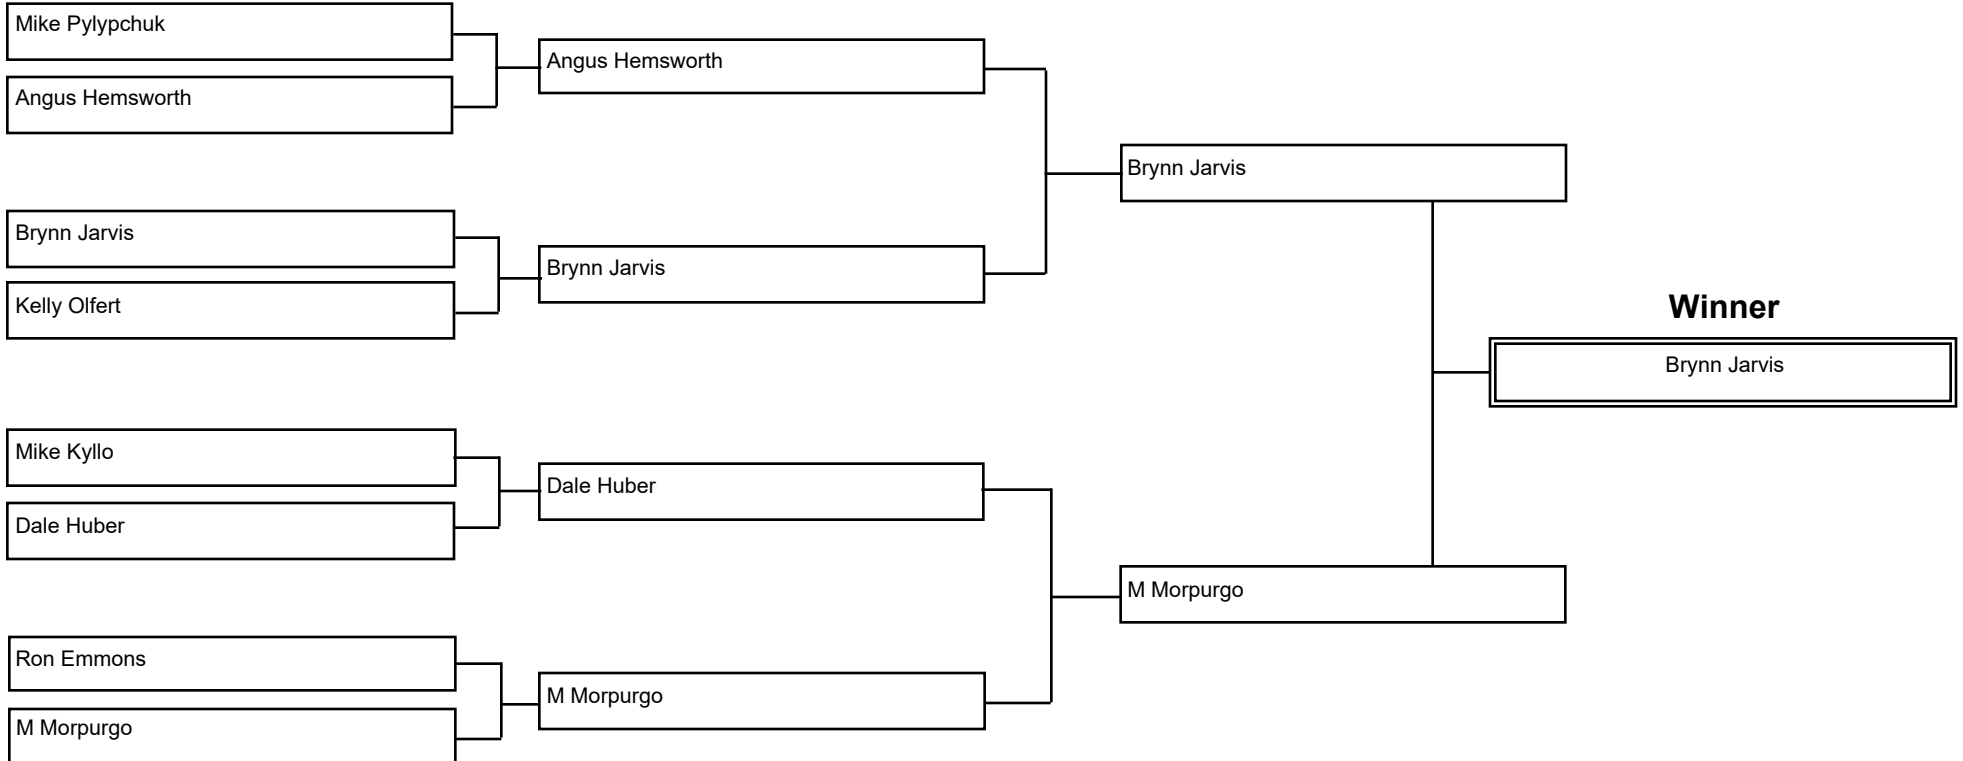 Mike Pylypchuk
Angus Hemsworth
Angus Hemsworth
Brynn Jarvis
Brynn Jarvis
Kelly Olfert
Brynn Jarvis
Winner
Brynn Jarvis
Mike Kyllo
Dale Huber
Dale Huber
M Morpurgo
Ron Emmons
M Morpurgo
M Morpurgo